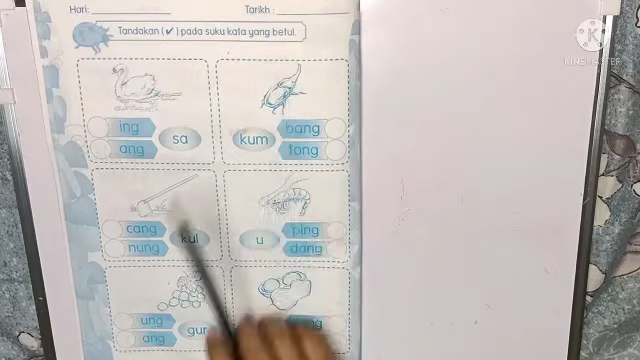 Hari: Tarikh:
Tandakan (✓) pada suku kata yang betul.
ing
ang
sa
kum
bang
tong
cang
nung
kul
u
ping
dang
ung
ang
gur
K
KINEMASTER